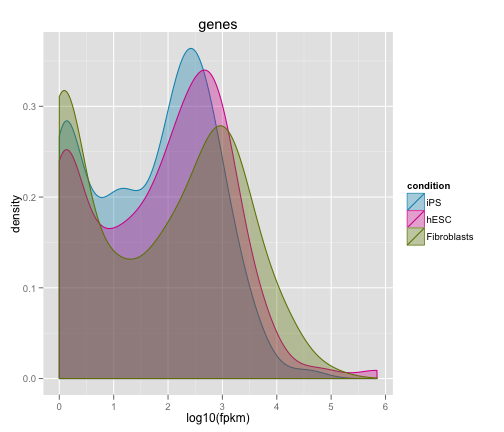 genes
density
0.3
0.2
0.1
0.0
0 1 2 3 4 5 6
log10(fpkm)
condition
iPS
hESC
Fibroblasts